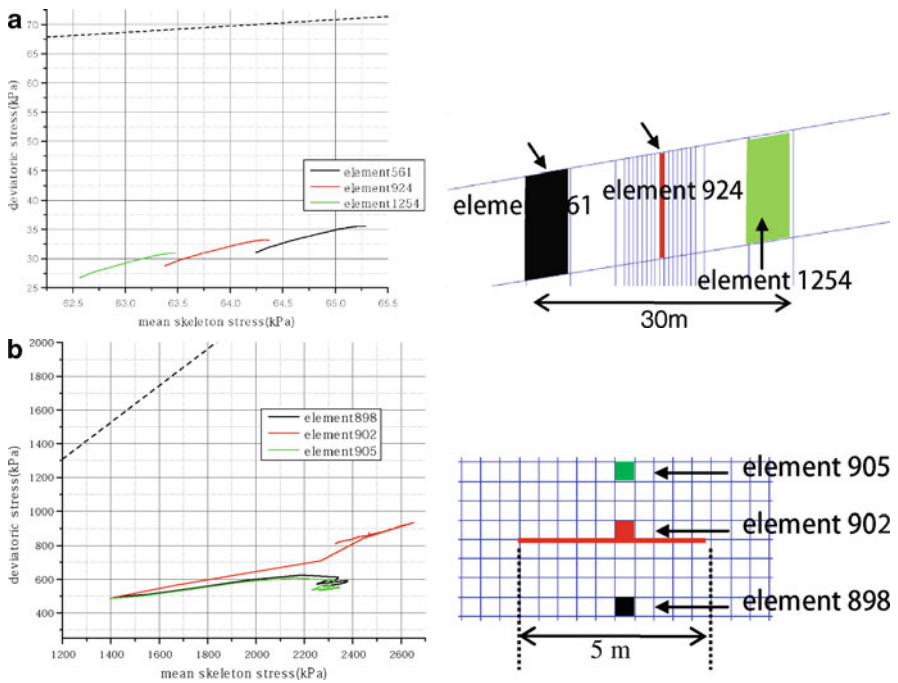 a
deviatoric stress(kPa)
70
65
60
55
50
45
40
35
30
25
element561
element924
element1254
62.5 63.0 63.5 64.0 64.5 65.0 65.5
mean skeleton stress(kPa)
element 561
element 924
element 1254
30m
b
deviatoric stress(kPa)
2000
1800
1600
1400
1200
1000
800
600
400
element898
element902
element905
1200 1400 1600 1800 2000 2200 2400 2600
mean skeleton stress(kPa)
element 905
element 902
element 898
5 m